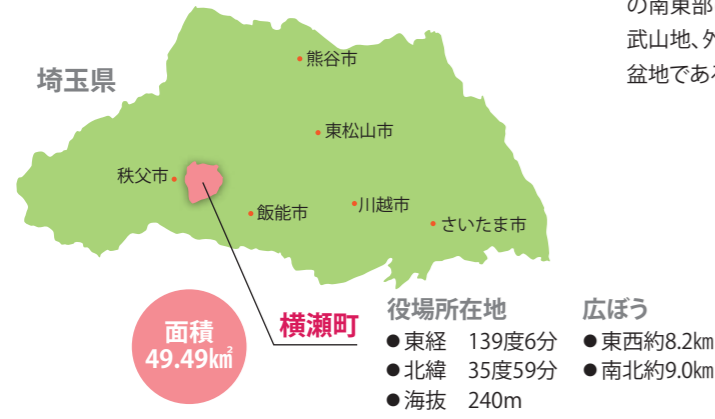 の南東部
武山地、外
盆地である
埼玉県
熊谷市
東松山市
秩父市
飯能市
川越市
さいたま市
横瀬町
面積
49.49㎢
役場所在地
●東経 139度6分
●北緯 35度59分
●海抜 240m
広ぼう
●東西約8.2㎞
●南北約9.0㎞